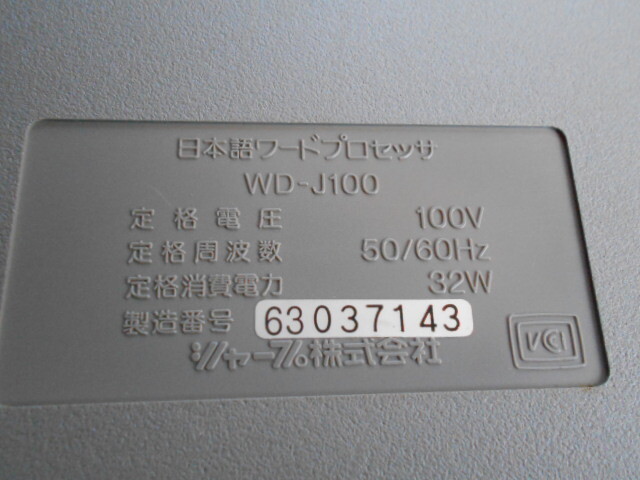 日本語ワードプロセッサ
WD-J100
定格電圧 100V
定格周波数 50/60Hz
定格消費電力 32W
製造番号 63037143
シャープ株式会社
VCI